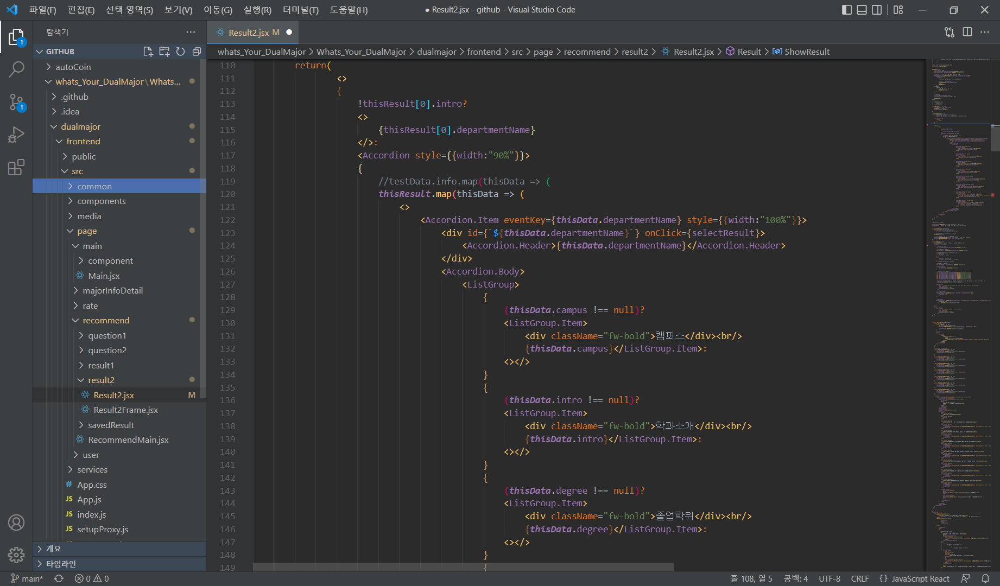 파일(F) 편집(E) 선택 영역(S) 보기(V) 이동(G) 실행(R) 터미널(T) 도움말(H)
● Result2.jsx - github - Visual Studio Code
탐색기
Result2.jsx M
GITHUB
whats_Your_DualMajor > Whats_Your_DualMajor > dualmajor > frontend > src > page > recommend > result2 > Result2.jsx > Result > ShowResult
autoCoin
whats_Your_DualMajor\Whats...
.github
.idea
dualmajor
frontend
public
src
common
components
media
page
main
component
Main.jsx
majorInfoDetail
rate
recommend
question1
question2
result1
result2
Result2.jsx M
Result2Frame.jsx
savedResult
RecommendMain.jsx
user
services
# App.css
JS App.js
JS index.js
JS setupProxy.js
개요
타임라인
110 return(
111 <>
112 {
113 !thisResult[0].intro?
114 <>
115 {thisResult[0].departmentName}
116 </>:
117 <Accordion style={{width:"90%"}}>
118 {
119 //testData.info.map(thisData => (
120 thisResult.map(thisData => (
121 <>
122 <Accordion.Item eventKey={thisData.departmentName} style={{width:"100%"}}>
123 <div id={`${thisData.departmentName}`} onClick={selectResult}>
124 <Accordion.Header>{thisData.departmentName}</Accordion.Header>
125 </div>
126 <Accordion.Body>
127 <ListGroup>
128 {
129 (thisData.campus !== null)?
130 <ListGroup.Item>
131 <div className="fw-bold">캠퍼스</div><br/>
132 {thisData.campus}</ListGroup.Item>:
133 <></>
134 }
135 {
136 (thisData.intro !== null)?
137 <ListGroup.Item>
138 <div className="fw-bold">학과소개</div><br/>
139 {thisData.intro}</ListGroup.Item>:
140 <></>
141 }
142 {
143 (thisData.degree !== null)?
144 <ListGroup.Item>
145 <div className="fw-bold">졸업학위</div><br/>
146 {thisData.degree}</ListGroup.Item>:
147 <></>
148 }
149 {
main* 0 0
줄 108, 열 5 공백: 4 UTF-8 CRLF {} JavaScript React